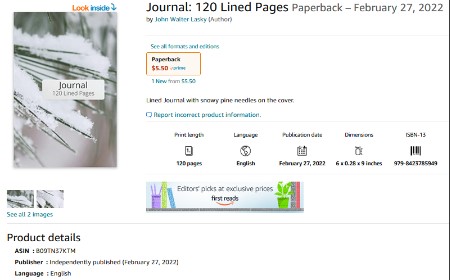 Look inside
Journal: 120 Lined Pages Paperback – February 27, 2022
by John Walter Lasky (Author)
See all formats and editions
Paperback
$5.50
1 New from $5.50
Journal
120 Lined Pages
Lined Journal with snowy pine needles on the cover.
Report incorrect product information.
Print length
Language
Publication date
Dimensions
ISBN-13
120 pages
English
February 27, 2022
6 x 0.28 x 9 inches
979-8423785949
Editors' picks at exclusive prices
first reads
See all 2 images
Product details
ASIN : B09TN37KTM
Publisher : Independently published (February 27, 2022)
Language : English